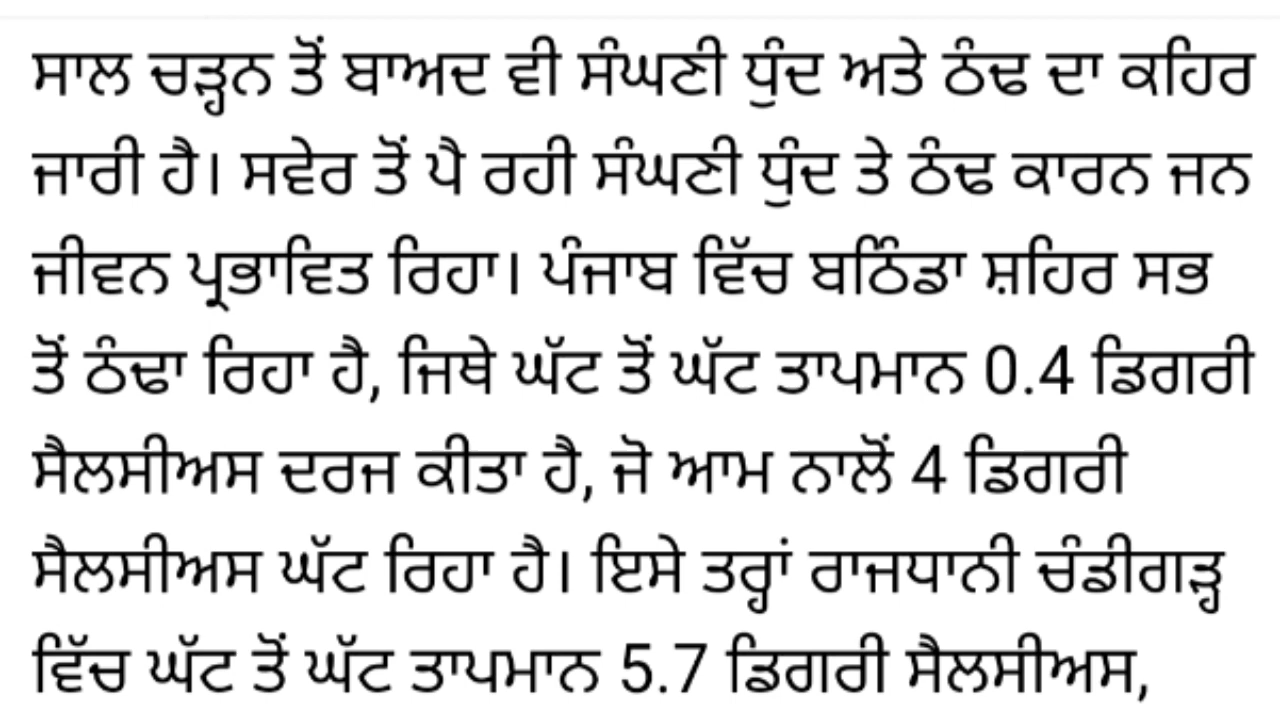 ਸਾਲ ਚੜ੍ਹਨ ਤੋਂ ਬਾਅਦ ਵੀ ਸੰਘਣੀ ਧੁੰਦ ਅਤੇ ਠੰਢ ਦਾ ਕਹਿਰ
ਜਾਰੀ ਹੈ। ਸਵੇਰ ਤੋਂ ਪੈ ਰਹੀ ਸੰਘਣੀ ਧੁੰਦ ਤੇ ਠੰਢ ਕਾਰਨ ਜਨ
ਜੀਵਨ ਪ੍ਰਭਾਵਿਤ ਰਿਹਾ। ਪੰਜਾਬ ਵਿੱਚ ਬਠਿੰਡਾ ਸ਼ਹਿਰ ਸਭ
ਤੋਂ ਠੰਢਾ ਰਿਹਾ ਹੈ, ਜਿਥੇ ਘੱਟ ਤੋਂ ਘੱਟ ਤਾਪਮਾਨ 0.4 ਡਿਗਰੀ
ਸੈਲਸੀਅਸ ਦਰਜ ਕੀਤਾ ਹੈ, ਜੋ ਆਮ ਨਾਲੋਂ 4 ਡਿਗਰੀ
ਸੈਲਸੀਅਸ ਘੱਟ ਰਿਹਾ ਹੈ। ਇਸੇ ਤਰ੍ਹਾਂ ਰਾਜਧਾਨੀ ਚੰਡੀਗੜ੍ਹ
ਵਿੱਚ ਘੱਟ ਤੋਂ ਘੱਟ ਤਾਪਮਾਨ 5.7 ਡਿਗਰੀ ਸੈਲਸੀਅਸ,